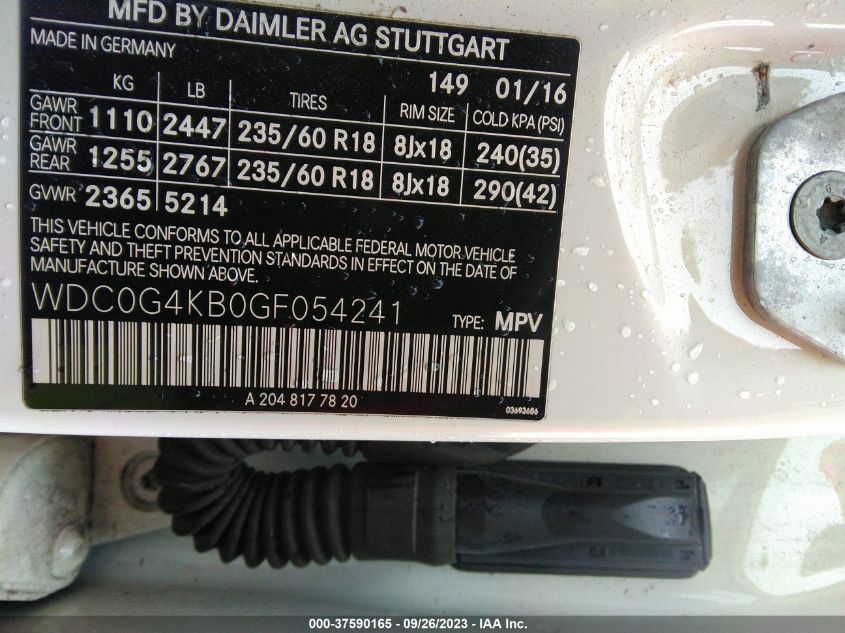 MFD BY DAIMLER AG STUTTGART
MADE IN GERMANY
149 01/16
KG LB TIRES RIM SIZE COLD KPA (PSI)
GAWR FRONT 1110 2447 235/60 R18 8Jx18 240(35)
GAWR REAR 1255 2767 235/60 R18 8Jx18 290(42)
GVWR 2365 5214
THIS VEHICLE CONFORMS TO ALL APPLICABLE FEDERAL MOTOR VEHICLE
SAFETY AND THEFT PREVENTION STANDARDS IN EFFECT ON THE DATE OF
MANUFACTURE SHOWN ABOVE.
WDC0G4KB0GF054241 TYPE: MPV
A 204 817 78 20
03693686
000-37590165 - 09/26/2023 - IAA Inc.